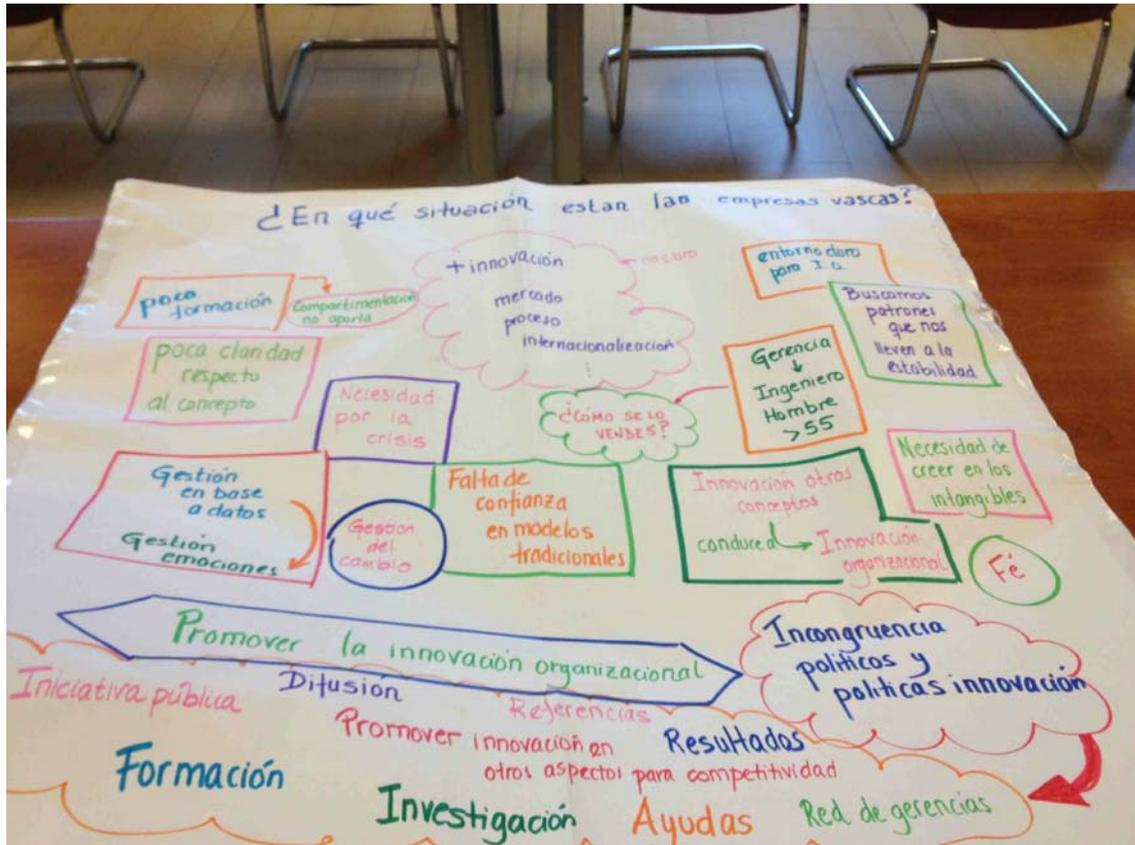 ¿En qué situación estan las empresas vascas?
poca
formación
Compartimentación
no aporta
+ innovación
mercado
proceso
internacionalización
...
no claro
entorno claro
para I.O.
Buscamos
patrones
que nos
lleven a la
estabilidad
poca claridad
respecto
al concepto
Necesidad
por la
crisis
¿CÓMO SE LO
VENDES?
Gerencia
↓
Ingeniero
Hombre
>55
Necesidad de
creer en los
intangibles
Gestión
en base
a datos
Gestión
emociones
Gestion
del
cambio
Falta de
confianza
en modelos
tradicionales
Innovación otros
conceptos
conduce a → Innovación
organizacional
Fé
Promover la innovación organizacional
Incongruencia
politicos y
politicas innovación
Iniciativa pública
Difusión
Referencias
Promover innovación en
otros aspectos para competitividad
Resultados
Formación
Investigación
Ayudas
Red de gerencias